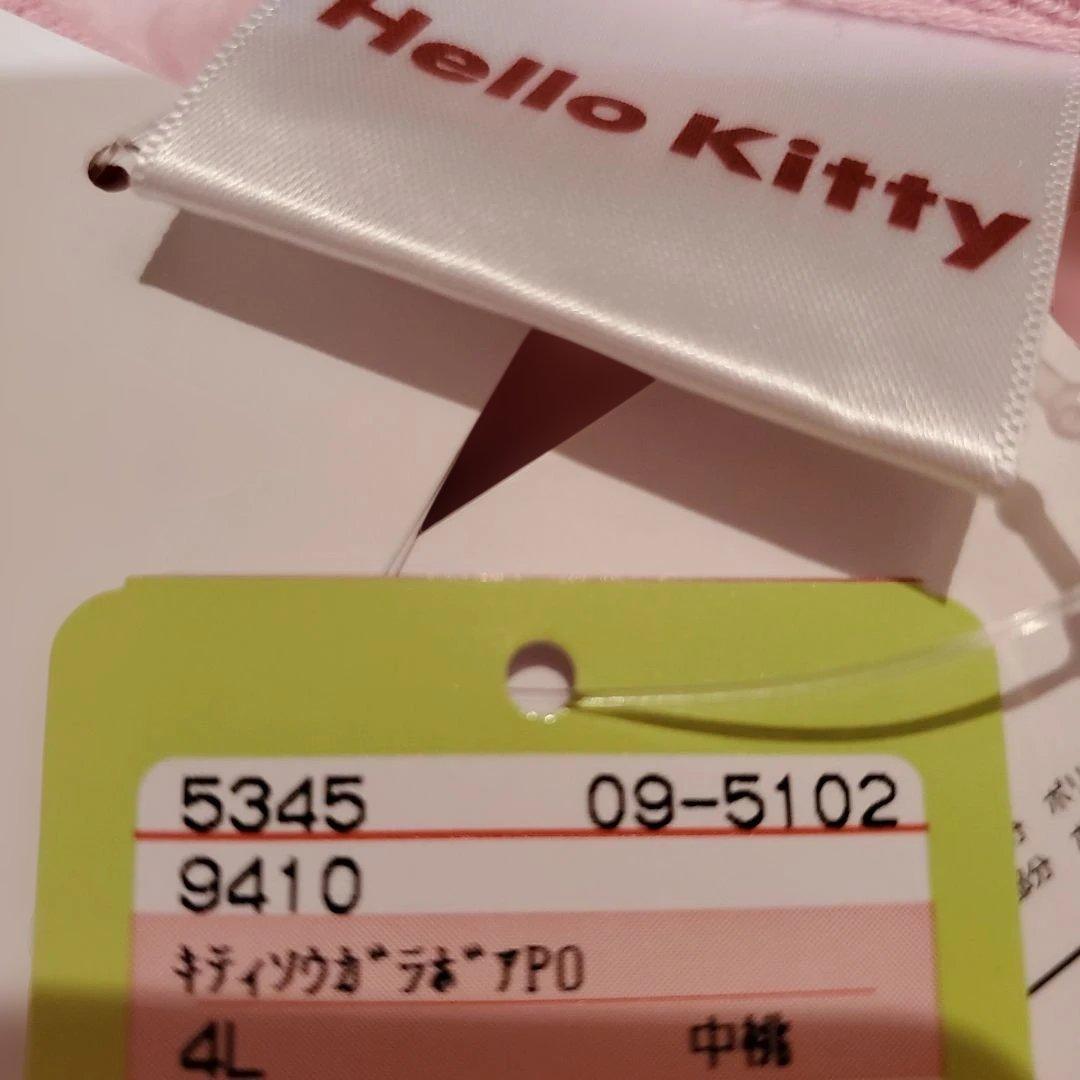 Hello Kitty
5345 09-5102
9410
ｷﾃｨｿｳｶﾞﾗﾎﾞｱPO
4L 中桃